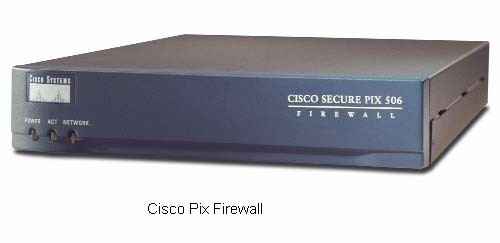 CISCO SYSTEMS
POWER ACT NETWORK
CISCO SECURE PIX 506
FIREWALL
Cisco Pix Firewall